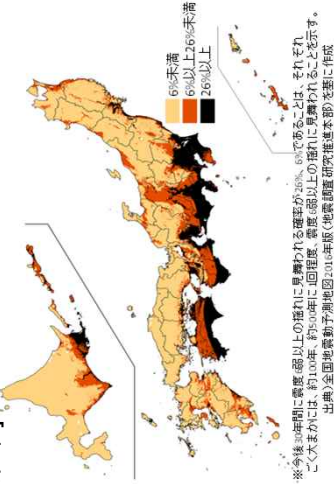 6%未満
6%以上26%未満
26%以上
※今後30年間に震度6弱以上の揺れに見舞われる確率が26%、6%であることは、それぞれ
ごく大まかには、約100年、約500年に1回程度、震度6弱以上の揺れに見舞われることを示す。
出典)全国地震動予測地図2016年版(地震調査研究推進本部)を基に作成